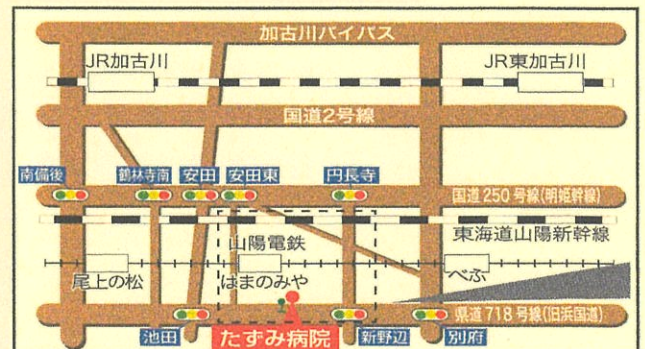 加古川バイパス
JR加古川
JR東加古川
国道2号線
南備後
鶴林寺南
安田
安田東
円長寺
国道250号線(明姫幹線)
東海道山陽新幹線
山陽電鉄
尾上の松
はまのみや
べふ
県道718号線(旧浜国道)
池田
たずみ病院
新野辺
別府